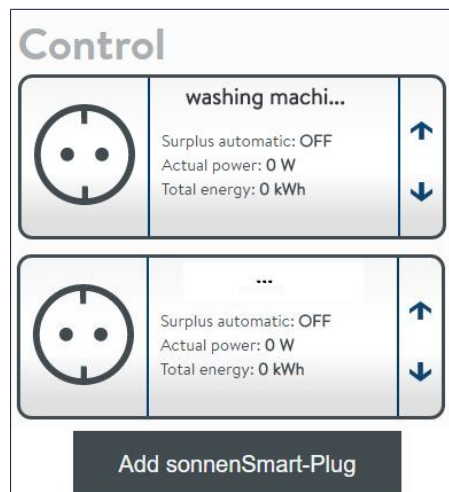 Control
washing machi...
Surplus automatic: OFF
Actual power: 0 W
Total energy: 0 kWh
...
Surplus automatic: OFF
Actual power: 0 W
Total energy: 0 kWh
Add sonnenSmart-Plug